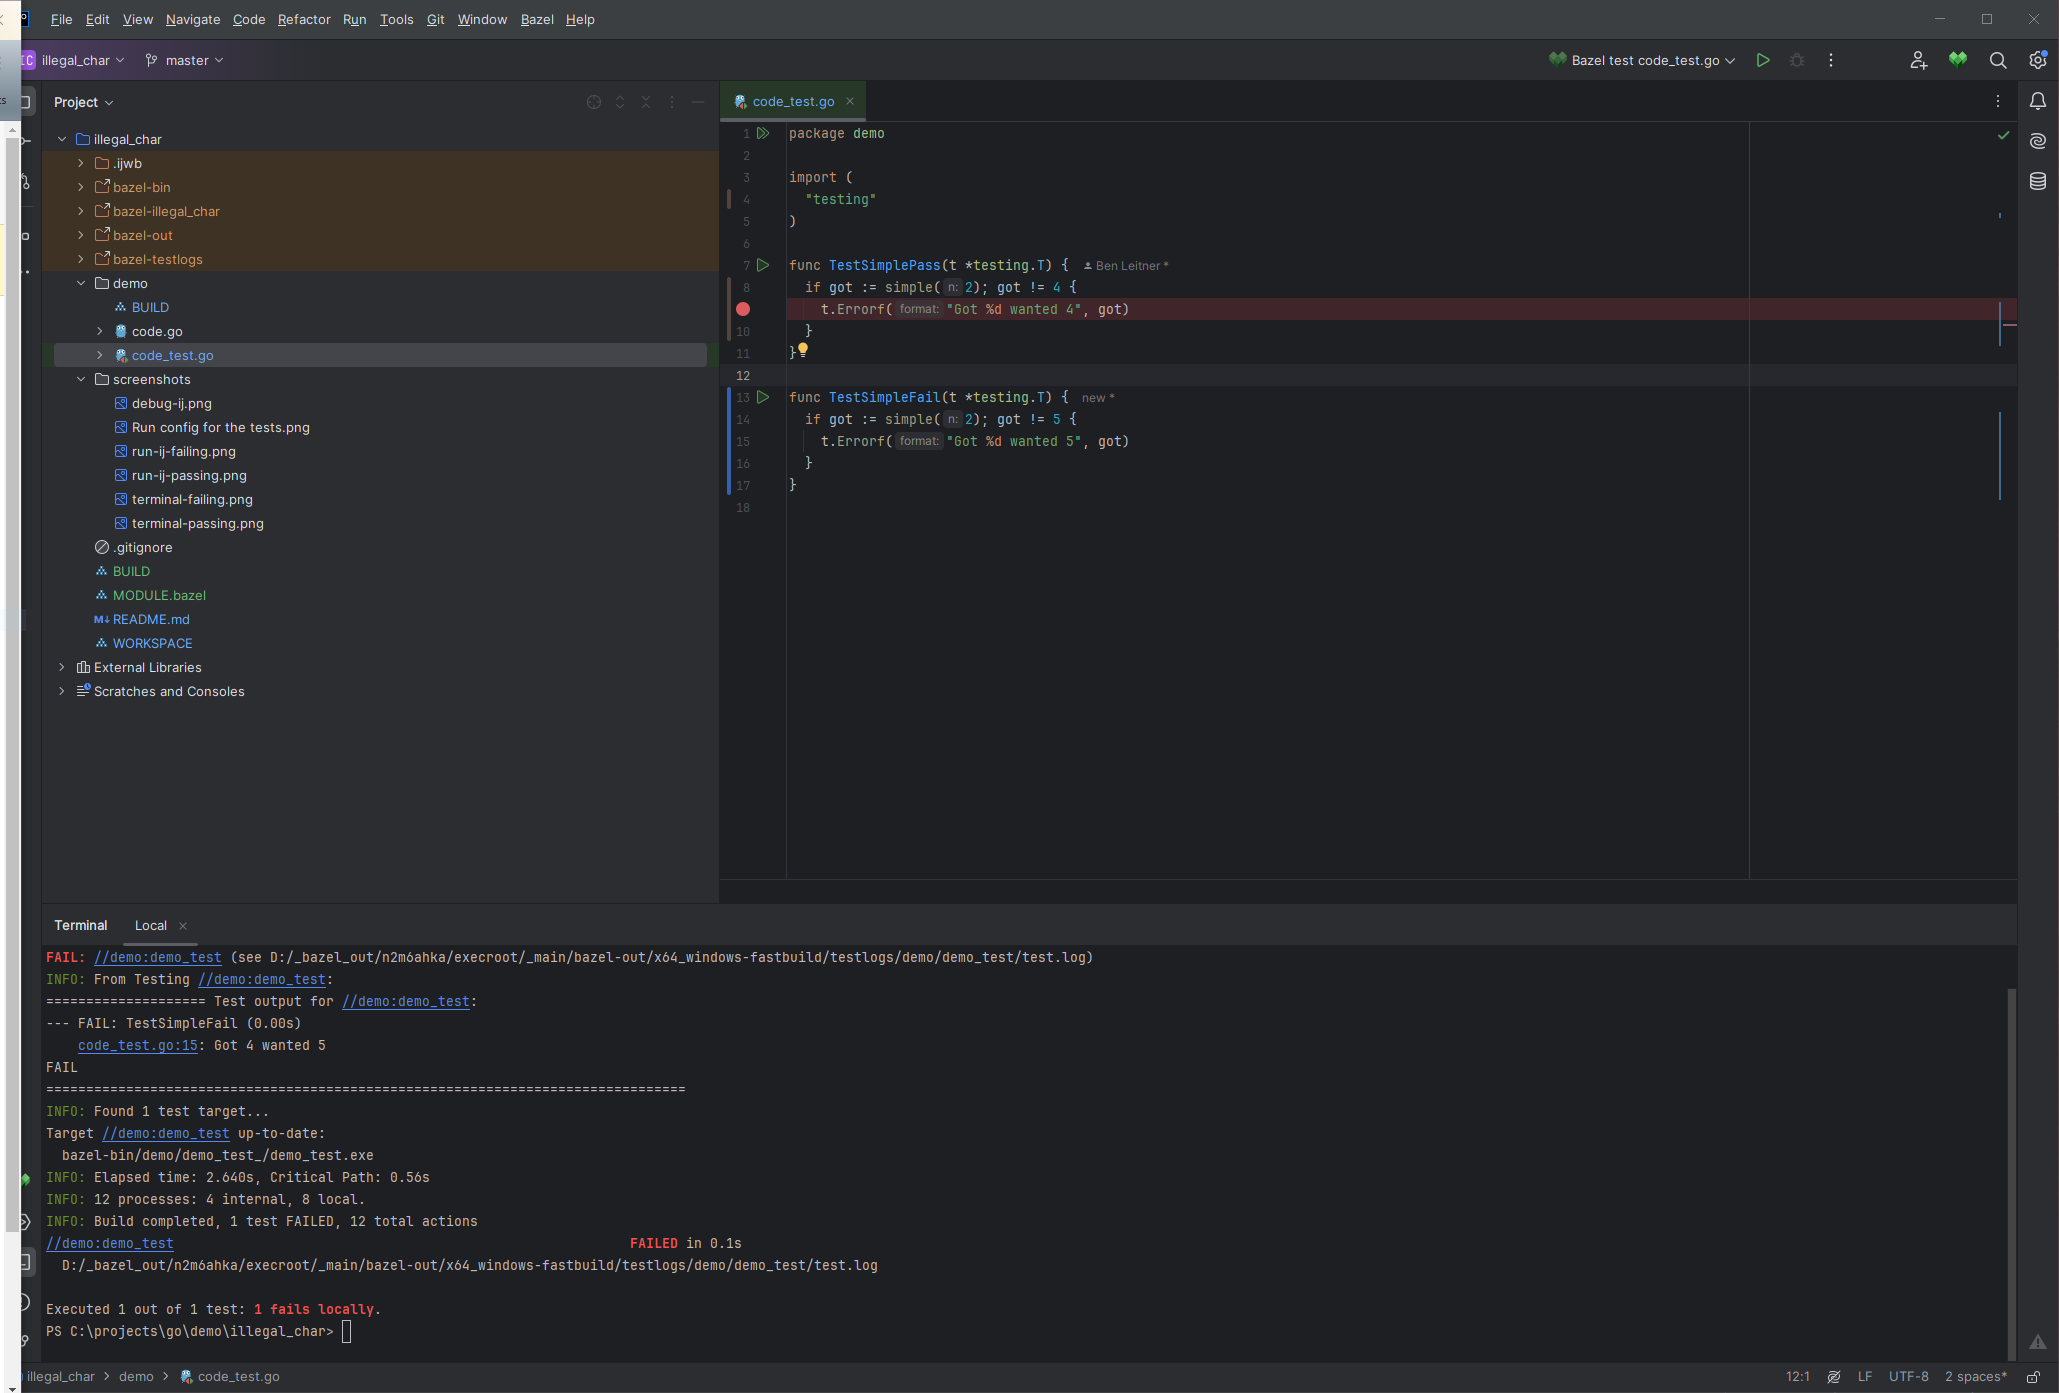 File Edit View Navigate Code Refactor Run Tools Git Window Bazel Help
IC illegal_char master Bazel test code_test.go
Project
illegal_char
.ijwb
bazel-bin
bazel-illegal_char
bazel-out
bazel-testlogs
demo
BUILD
code.go
code_test.go
screenshots
debug-ij.png
Run config for the tests.png
run-ij-failing.png
run-ij-passing.png
terminal-failing.png
terminal-passing.png
.gitignore
BUILD
MODULE.bazel
M↓ README.md
WORKSPACE
External Libraries
Scratches and Consoles
code_test.go
1 package demo
2
3 import (
4 "testing"
5 )
6
7 func TestSimplePass(t *testing.T) { Ben Leitner *
8 if got := simple( n: 2); got != 4 {
t.Errorf( format: "Got %d wanted 4", got)
10 }
11 }
12
13 func TestSimpleFail(t *testing.T) { new *
14 if got := simple( n: 2); got != 5 {
15 t.Errorf( format: "Got %d wanted 5", got)
16 }
17 }
18
Terminal Local
FAIL: //demo:demo_test (see D:/_bazel_out/n2m6ahka/execroot/_main/bazel-out/x64_windows-fastbuild/testlogs/demo/demo_test/test.log)
INFO: From Testing //demo:demo_test:
==================== Test output for //demo:demo_test:
--- FAIL: TestSimpleFail (0.00s)
code_test.go:15: Got 4 wanted 5
FAIL
================================================================================
INFO: Found 1 test target...
Target //demo:demo_test up-to-date:
bazel-bin/demo/demo_test_/demo_test.exe
INFO: Elapsed time: 2.640s, Critical Path: 0.56s
INFO: 12 processes: 4 internal, 8 local.
INFO: Build completed, 1 test FAILED, 12 total actions
//demo:demo_test FAILED in 0.1s
D:/_bazel_out/n2m6ahka/execroot/_main/bazel-out/x64_windows-fastbuild/testlogs/demo/demo_test/test.log
Executed 1 out of 1 test: 1 fails locally.
PS C:\projects\go\demo\illegal_char>
illegal_char > demo > code_test.go 12:1 LF UTF-8 2 spaces*